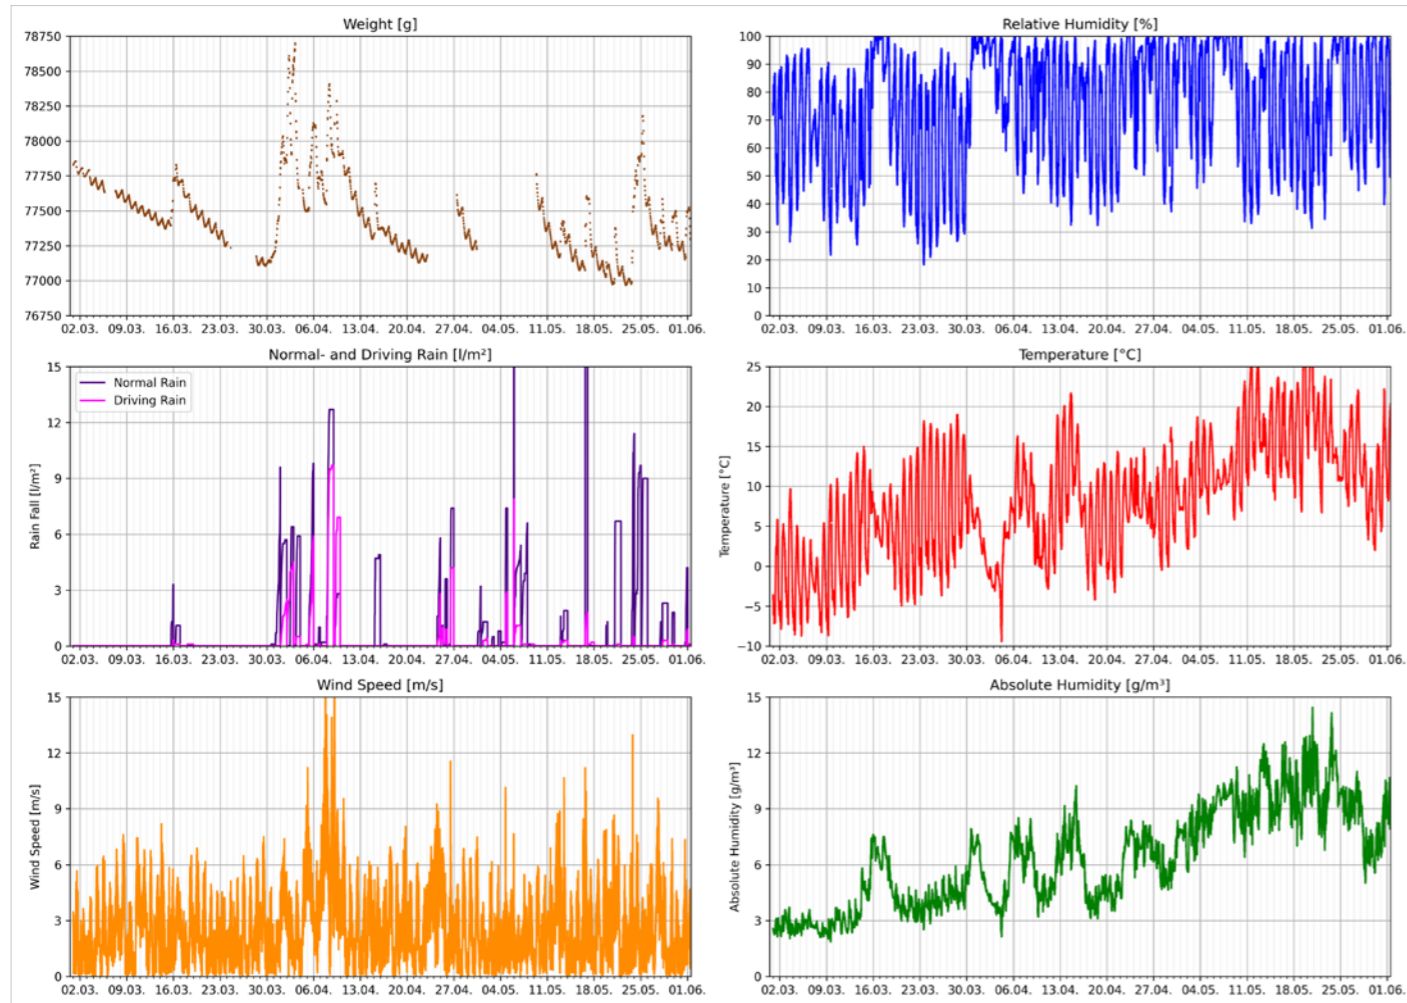 Weight [g]
78750
78500
78250
78000
77750
77500
77250
77000
76750
02.03. 09.03. 16.03. 23.03. 30.03. 06.04. 13.04. 20.04. 27.04. 04.05. 11.05. 18.05. 25.05. 01.06.
Relative Humidity [%]
100
90
80
70
60
50
40
30
20
10
0
02.03. 09.03. 16.03. 23.03. 30.03. 06.04. 13.04. 20.04. 27.04. 04.05. 11.05. 18.05. 25.05. 01.06.
Normal- and Driving Rain [l/m²]
Rain Fall [l/m²]
15
12
9
6
3
0
Normal Rain
Driving Rain
02.03. 09.03. 16.03. 23.03. 30.03. 06.04. 13.04. 20.04. 27.04. 04.05. 11.05. 18.05. 25.05. 01.06.
Temperature [°C]
Temperature [°C]
25
20
15
10
5
0
−5
−10
02.03. 09.03. 16.03. 23.03. 30.03. 06.04. 13.04. 20.04. 27.04. 04.05. 11.05. 18.05. 25.05. 01.06.
Wind Speed [m/s]
Wind Speed [m/s]
15
12
9
6
3
0
02.03. 09.03. 16.03. 23.03. 30.03. 06.04. 13.04. 20.04. 27.04. 04.05. 11.05. 18.05. 25.05. 01.06.
Absolute Humidity [g/m³]
Absolute Humidity [g/m³]
15
12
9
6
3
0
02.03. 09.03. 16.03. 23.03. 30.03. 06.04. 13.04. 20.04. 27.04. 04.05. 11.05. 18.05. 25.05. 01.06.